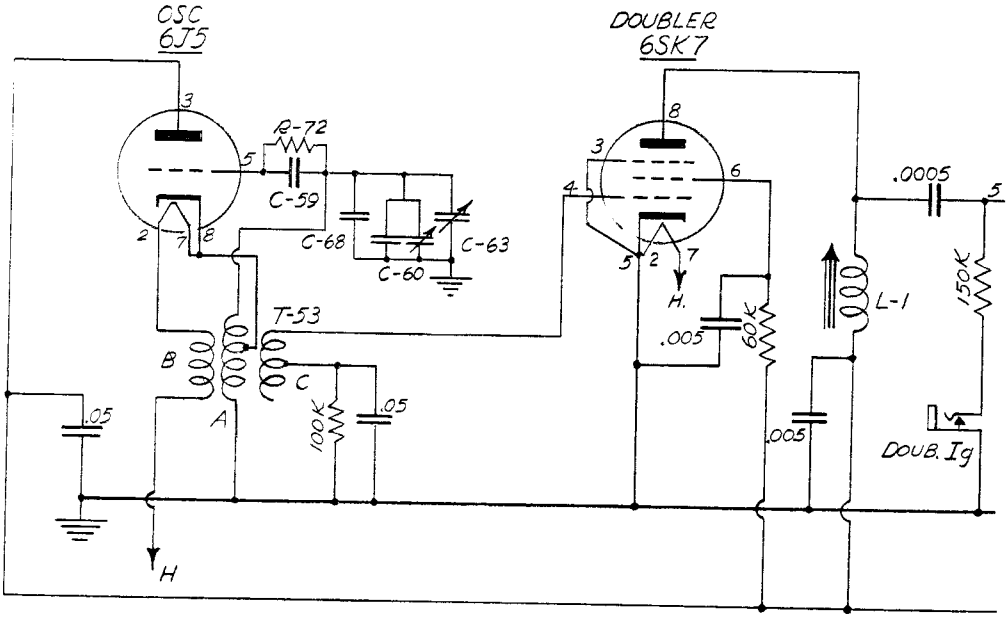 OSC
6J5
DOUBLER
6SK7
3
8
R-72
5
3
6
4
.0005
5
C-59
2
7
8
C-68
C-60
C-63
5
2
7
H.
150K
L-1
T-53
.005
60K
B
C
A
.05
100K
.05
.005
DOUB. Ig
H